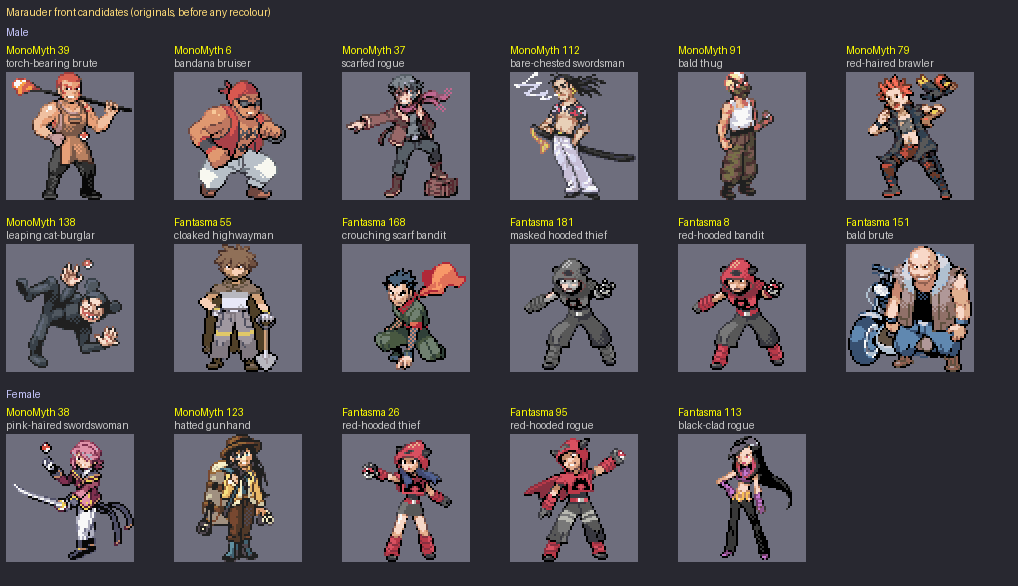 Marauder front candidates (originals, before any recolour)
Male
MonoMyth 39
torch-bearing brute
MonoMyth 6
bandana bruiser
MonoMyth 37
scarfed rogue
MonoMyth 112
bare-chested swordsman
MonoMyth 91
bald thug
MonoMyth 79
red-haired brawler
MonoMyth 138
leaping cat-burglar
Fantasma 55
cloaked highwayman
Fantasma 168
crouching scarf bandit
Fantasma 181
masked hooded thief
Fantasma 8
red-hooded bandit
Fantasma 151
bald brute
Female
MonoMyth 38
pink-haired swordswoman
MonoMyth 123
hatted gunhand
Fantasma 26
red-hooded thief
Fantasma 95
red-hooded rogue
Fantasma 113
black-clad rogue